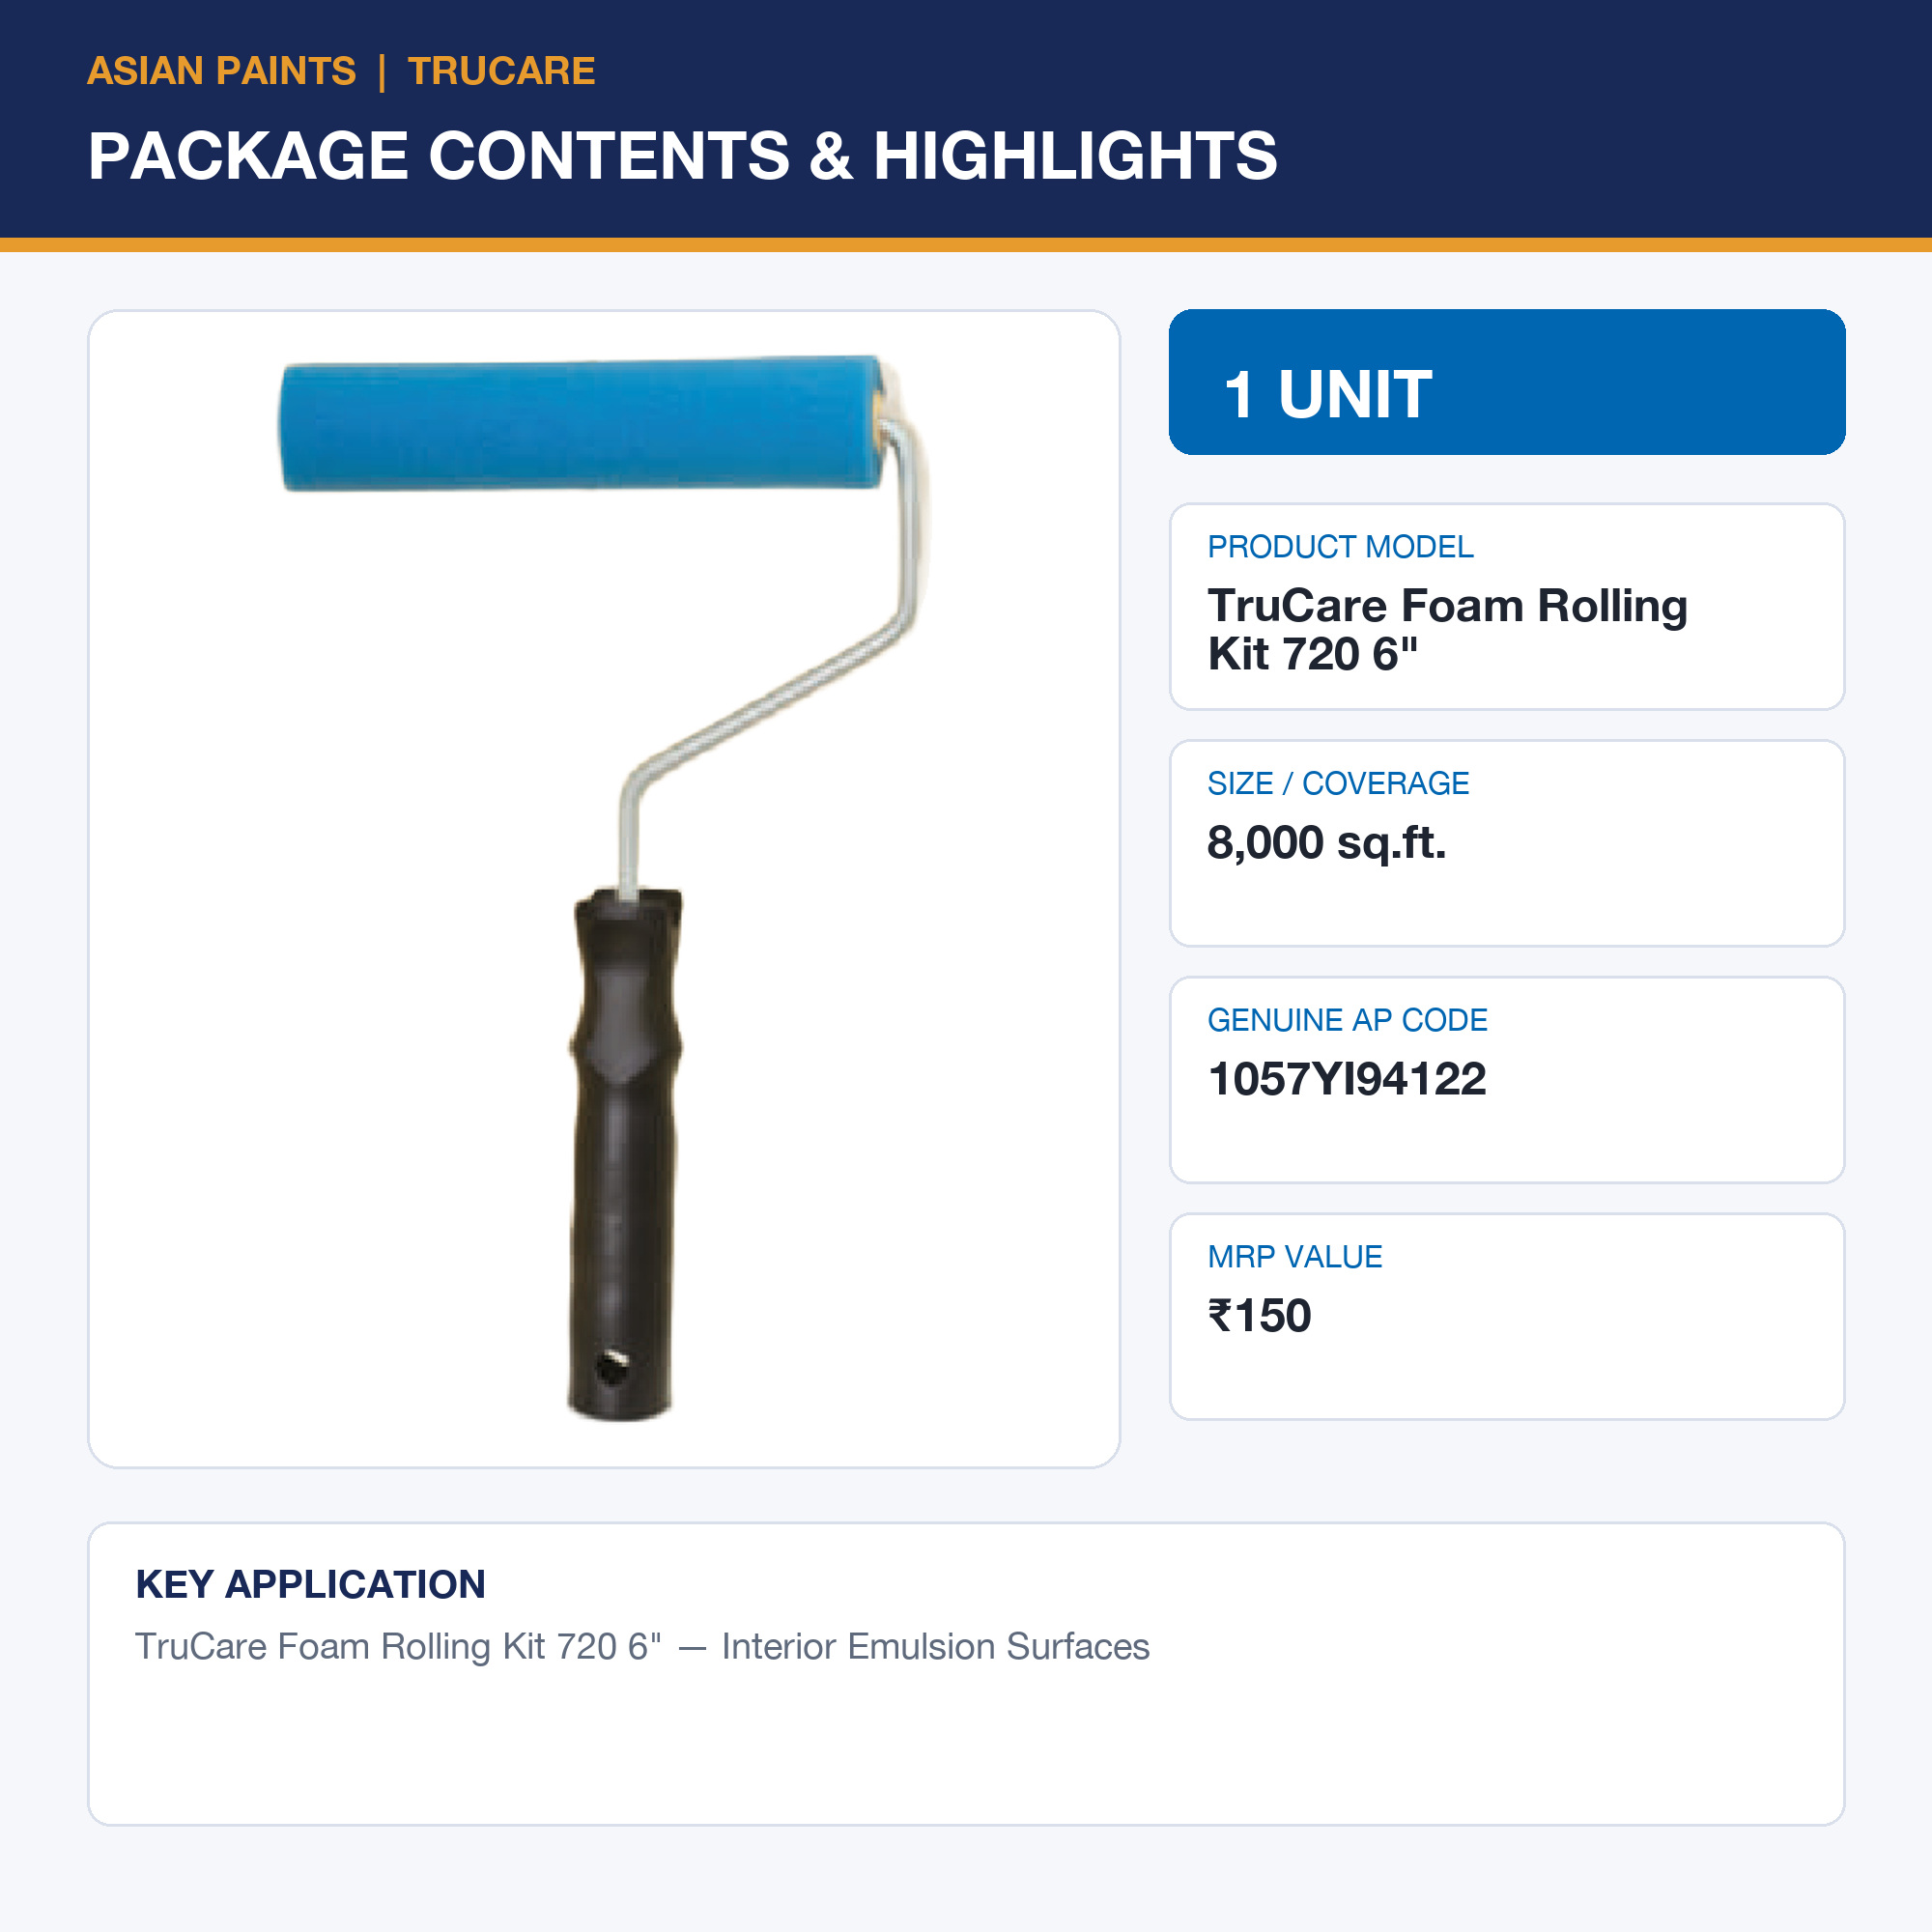 ASIAN PAINTS | TRUCARE
PACKAGE CONTENTS & HIGHLIGHTS
1 UNIT
PRODUCT MODEL
TruCare Foam Rolling
Kit 720 6"
SIZE / COVERAGE
8,000 sq.ft.
GENUINE AP CODE
1057YI94122
MRP VALUE
₹150
KEY APPLICATION
TruCare Foam Rolling Kit 720 6" — Interior Emulsion Surfaces